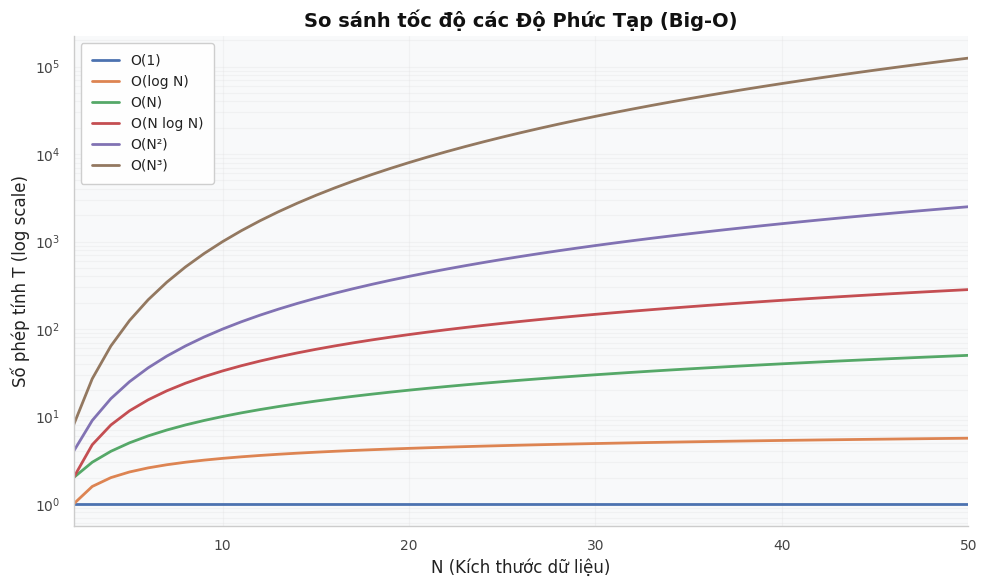 So sánh tốc độ các Độ Phức Tạp (Big-O)
O(1)
O(log N)
O(N)
O(N log N)
O(N²)
O(N³)
Số phép tính T (log scale)
10⁵
10⁴
10³
10²
10¹
10⁰
10 20 30 40 50
N (Kích thước dữ liệu)